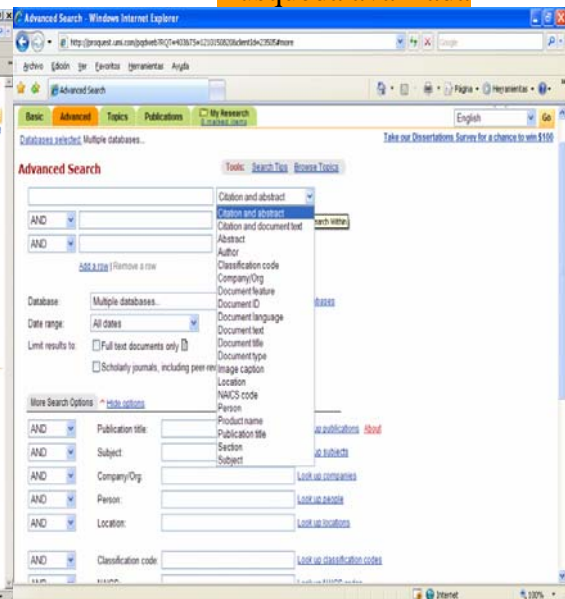 Advanced Search - Windows Internet Explorer
Google
Archivo Edición Ver Favoritos Herramientas Ayuda
Advanced Search
Página Herramientas
Basic Advanced Topics Publications My Research
0 marked items
English Go
Databases selected: Multiple databases...
Take our Dissertations Survey for a chance to win $100
Advanced Search
Tools: Search Tips Browse Topics
Citation and abstract
AND
Citation and abstract
Citation and document text
Abstract
AND
Author
Classification code
Add a row | Remove a row
Company/Org
Document feature
Document ID
Database: Multiple databases...
Document language
Date range: All dates
Document text
Document title
Limit results to: Full text documents only
Document type
Image caption
Scholarly journals, including peer-rev
Location
NAICS code
More Search Options Hide options
Person
Product name
AND Publication title:
Publication title
About
Section
AND Subject:
Subject
AND Company/Org: Look up companies
AND Person: Look up people
AND Location: Look up locations
AND Classification code: Look up classification codes
Internet 100%